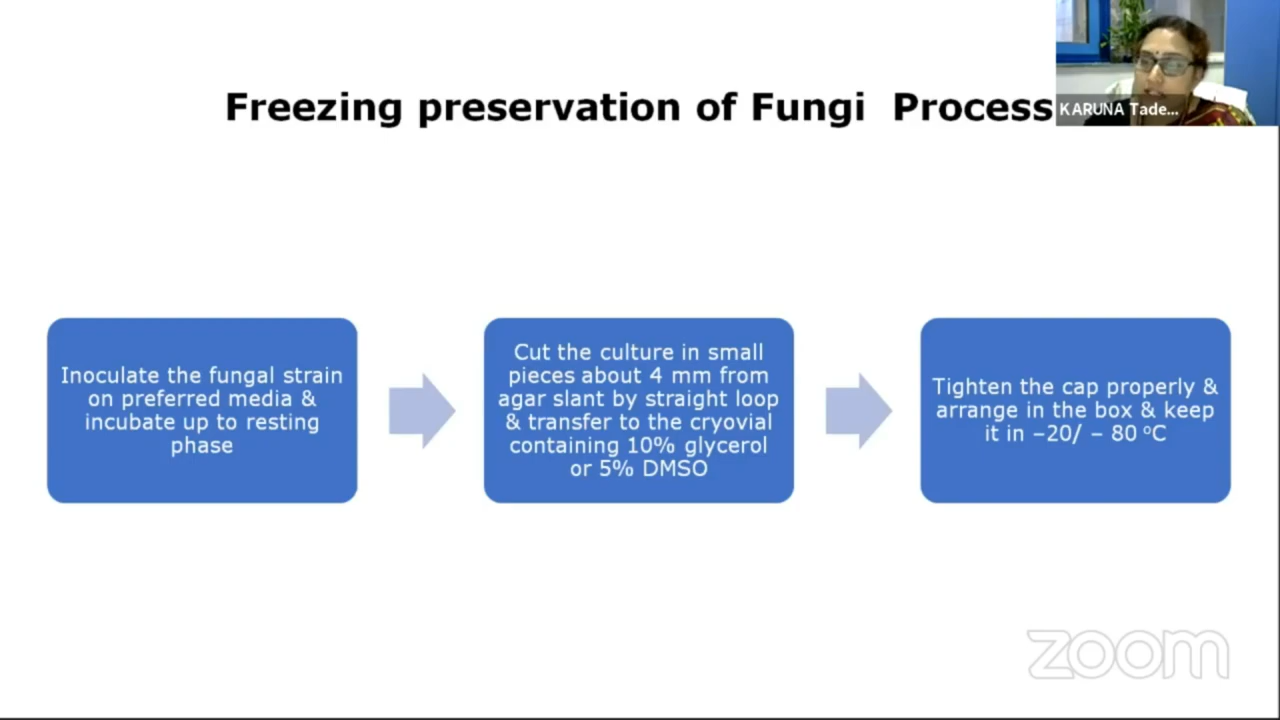 Freezing preservation of Fungi  Process
KARUNA Tade...
Inoculate the fungal strain
on preferred media &
incubate up to resting
phase
Cut the culture in small
pieces about 4 mm from
agar slant by straight loop
& transfer to the cryovial
containing 10% glycerol
or 5% DMSO
Tighten the cap properly &
arrange in the box & keep
it in –20/ – 80 ºC
zoom